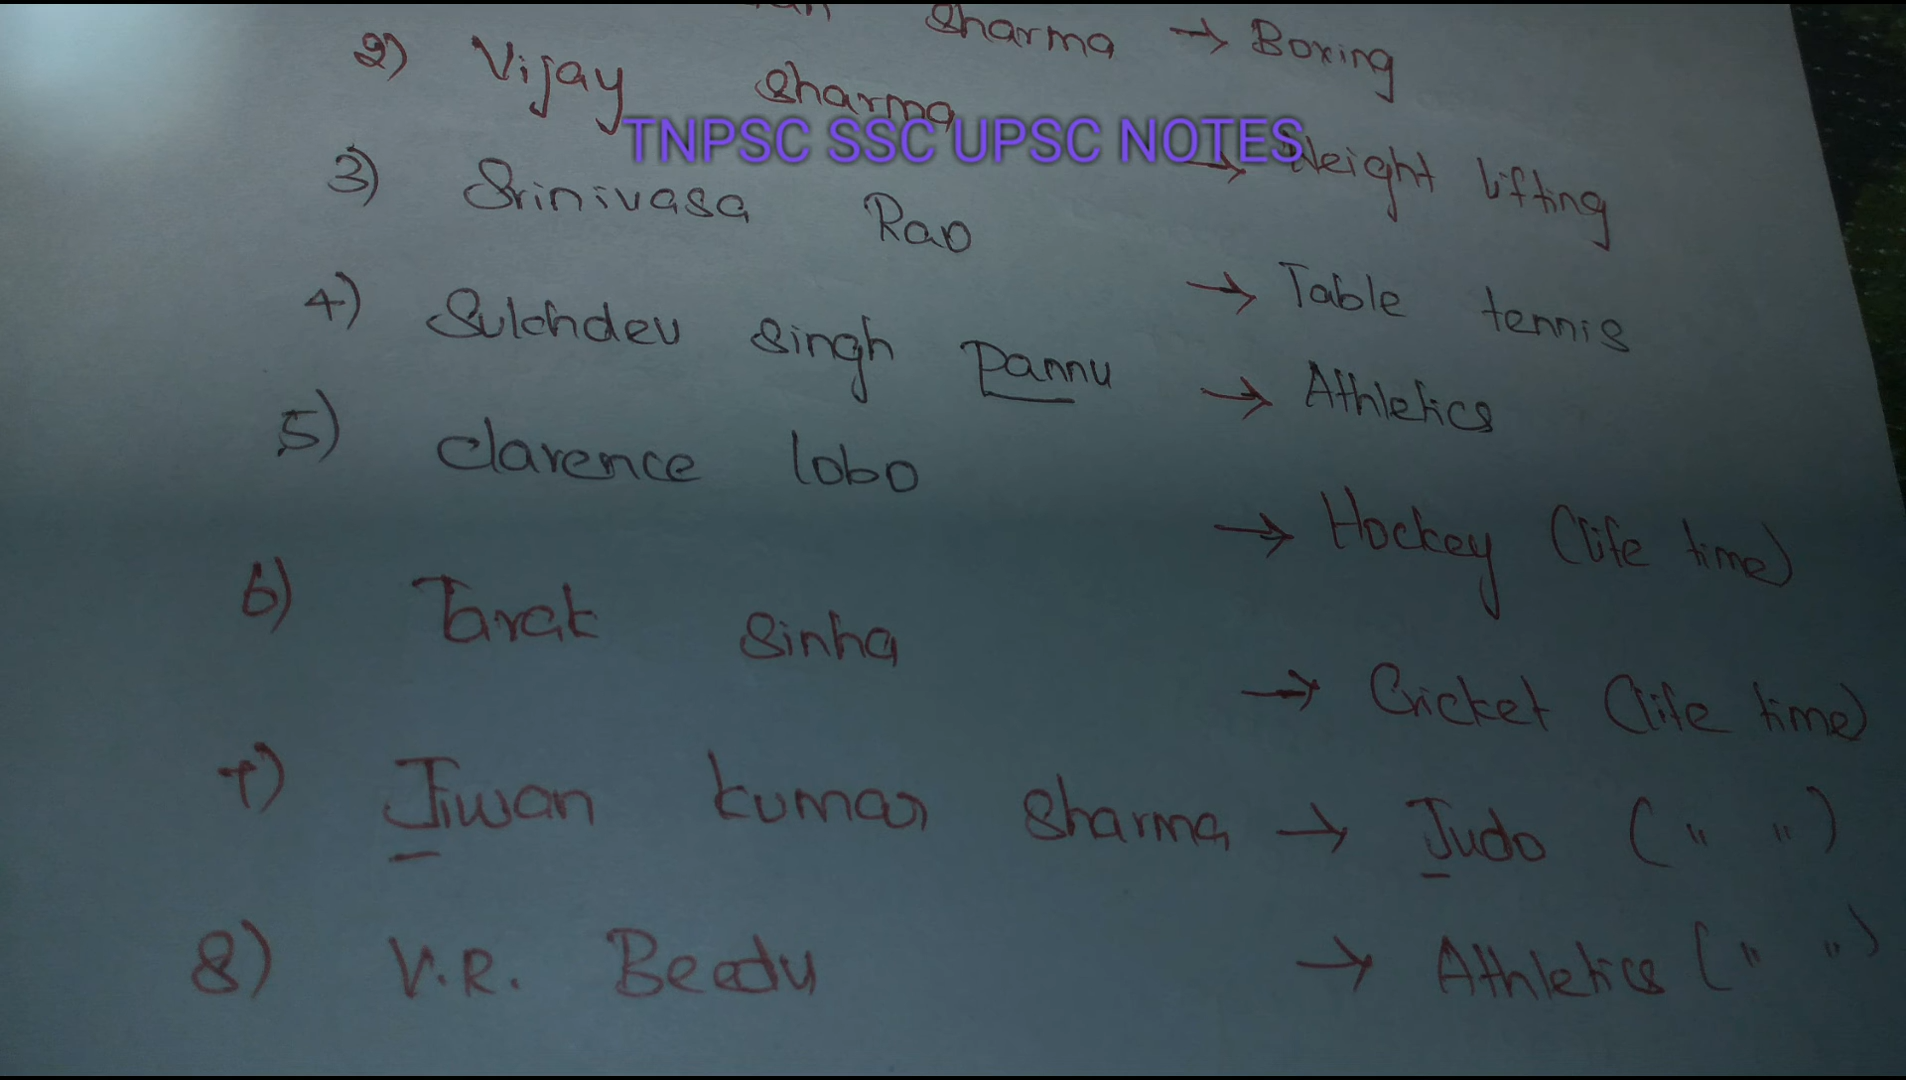 Sharma → Boxing
2) Vijay Sharma → Weight lifting
TNPSC SSC UPSC NOTES
3) Srinivasa Rao → Table tennis
4) Sukhdev Singh Pannu → Athletics
5) Clarence lobo → Hockey (life time)
6) Tarak Sinha → Cricket (life time)
7) Jiwan kumar Sharma → Judo ( " " )
8) V.R. Beedu → Athletics ( " " )